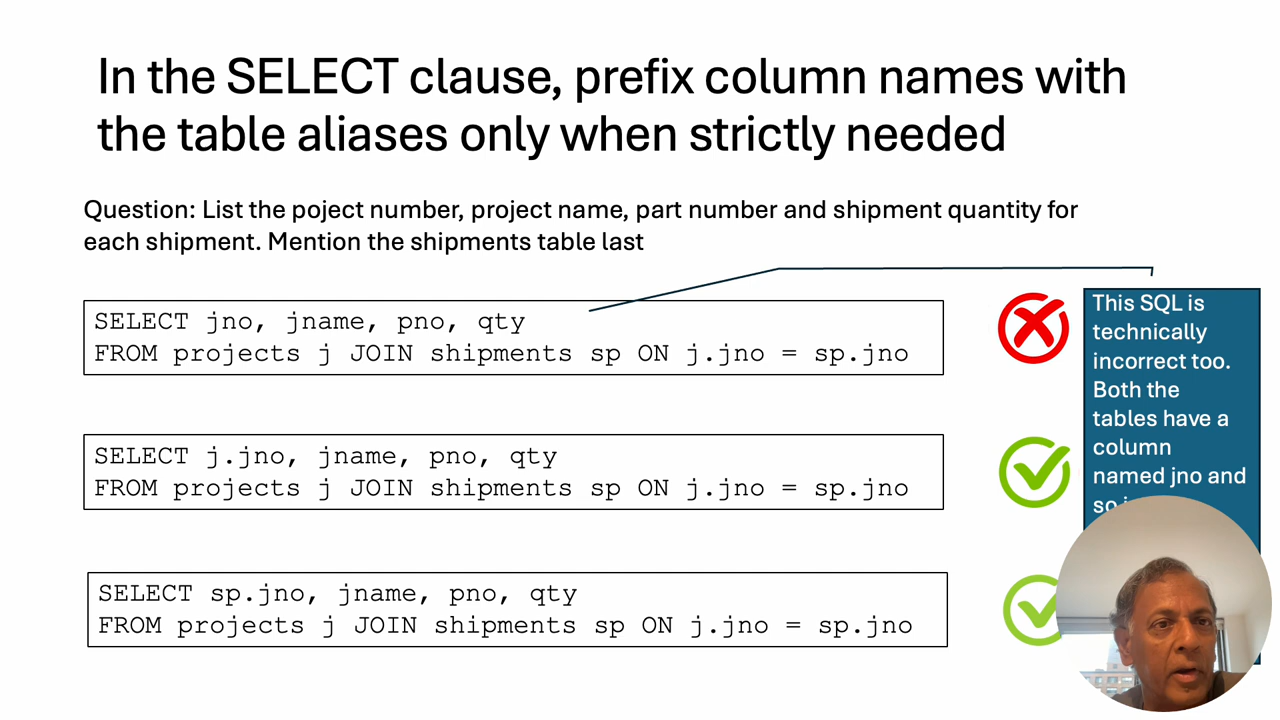 In the SELECT clause, prefix column names with
the table aliases only when strictly needed
Question: List the poject number, project name, part number and shipment quantity for
each shipment. Mention the shipments table last
SELECT jno, jname, pno, qty
FROM projects j JOIN shipments sp ON j.jno = sp.jno
This SQL is
technically
incorrect too.
Both the
tables have a
column
named jno and
so
SELECT j.jno, jname, pno, qty
FROM projects j JOIN shipments sp ON j.jno = sp.jno
SELECT sp.jno, jname, pno, qty
FROM projects j JOIN shipments sp ON j.jno = sp.jno